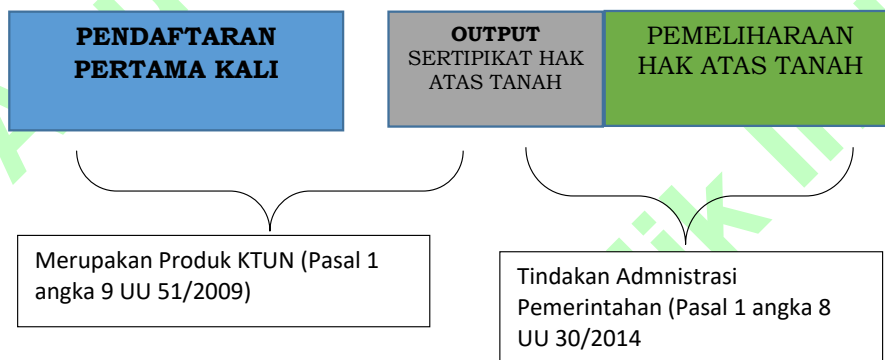 PENDAFTARAN
PERTAMA KALI
OUTPUT
SERTIPIKAT HAK
ATAS TANAH
PEMELIHARAAN
HAK ATAS TANAH
Merupakan Produk KTUN (Pasal 1
angka 9 UU 51/2009)
Tindakan Admnistrasi
Pemerintahan (Pasal 1 angka 8
UU 30/2014